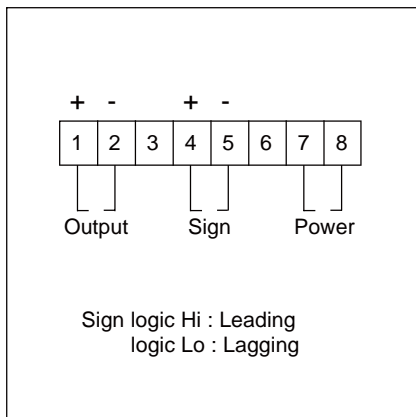 + - + -
1 2 3 4 5 6 7 8
Output Sign Power
Sign logic Hi : Leading
logic Lo : Lagging